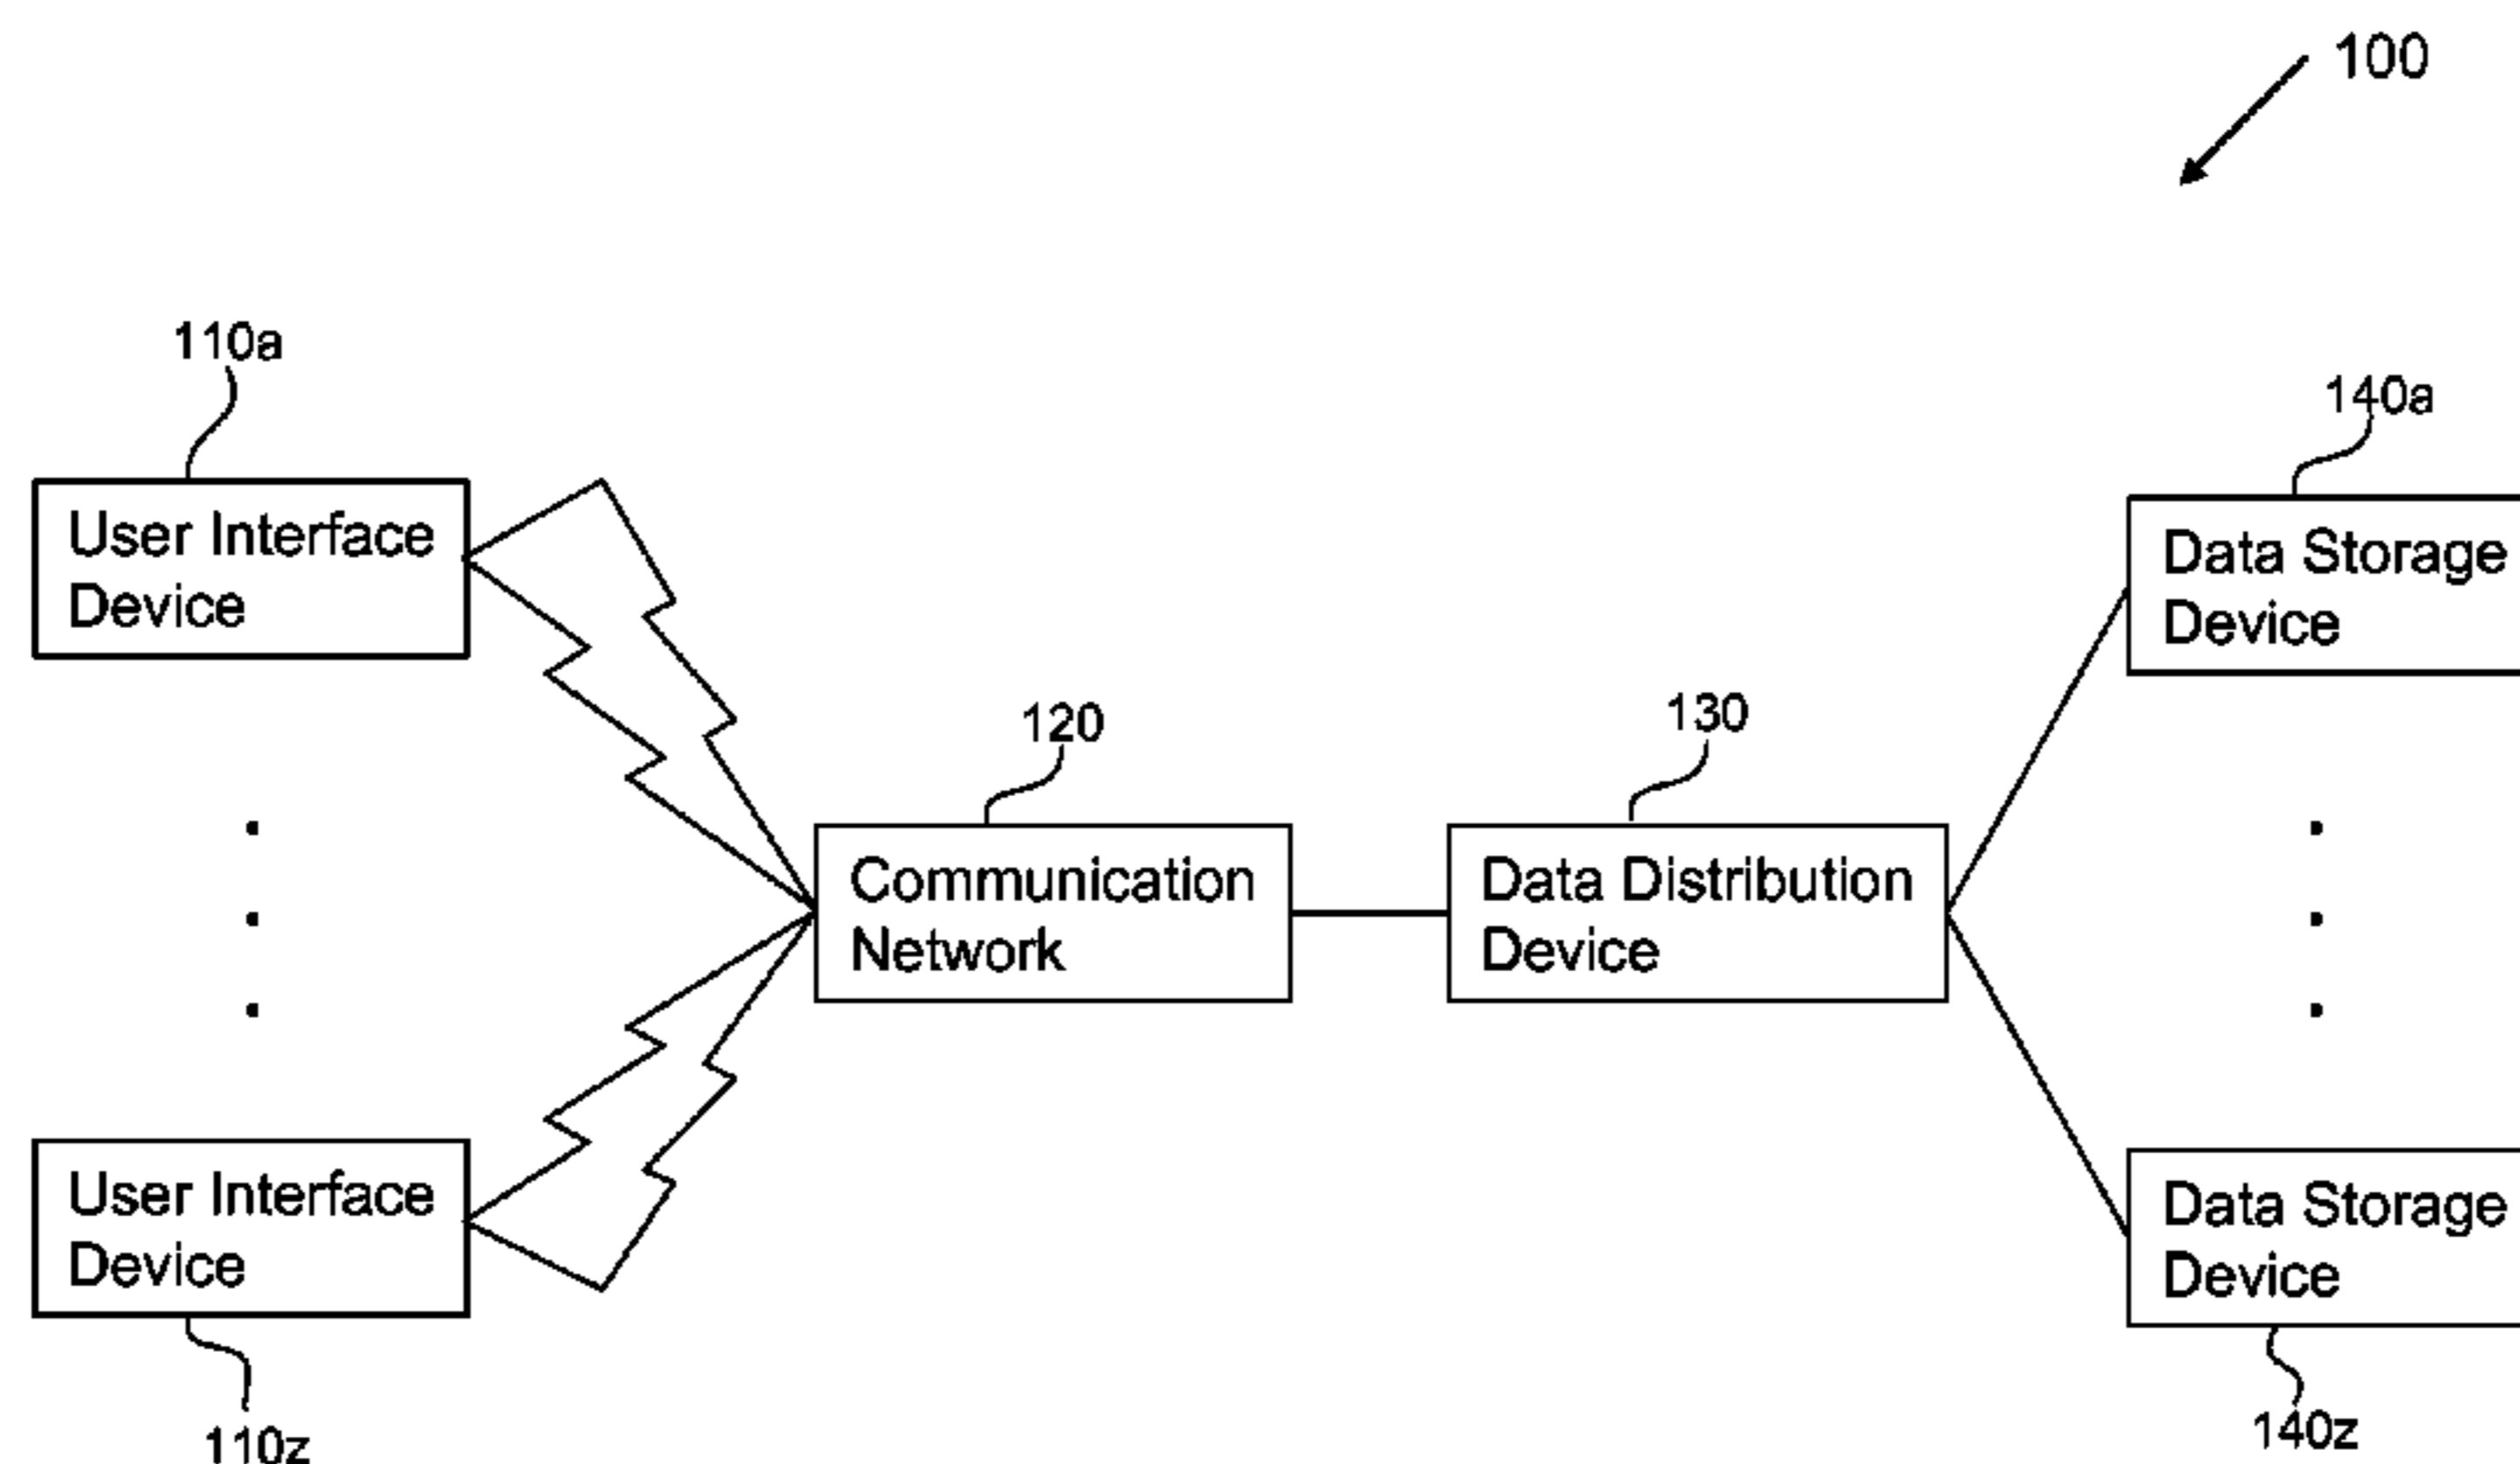 100
110a
140a
User Interface
Device
Data Storage
Device
120
130
Communication
Network
Data Distribution
Device
User Interface
Device
Data Storage
Device
110z
140z